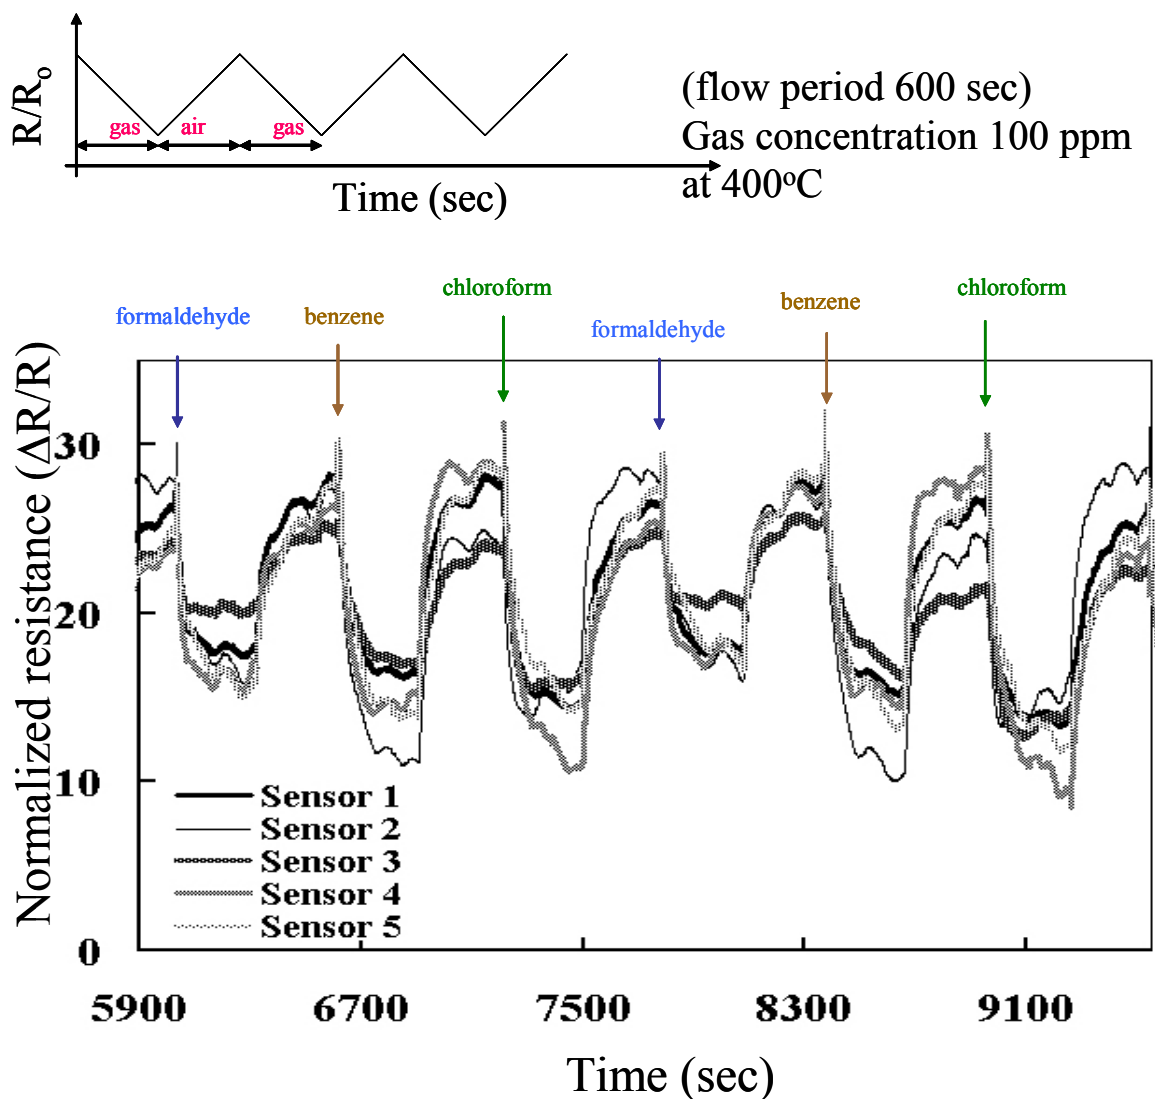 R/Ro
gas
air
gas
Time (sec)
(flow period 600 sec)
Gas concentration 100 ppm
at 400oC
formaldehyde
benzene
chloroform
formaldehyde
benzene
chloroform
Normalized resistance (ΔR/R)
30
20
10
0
Sensor 1
Sensor 2
Sensor 3
Sensor 4
Sensor 5
5900
6700
7500
8300
9100
Time (sec)